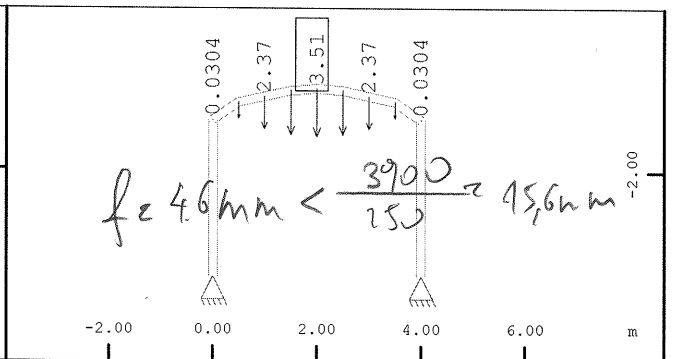 0.0304 2.37 3.51 2.37 0.0304
3900
f = 4.6mm < = 15,6mm
250
-2.00
-2.00 0.00 2.00 4.00 6.00 m